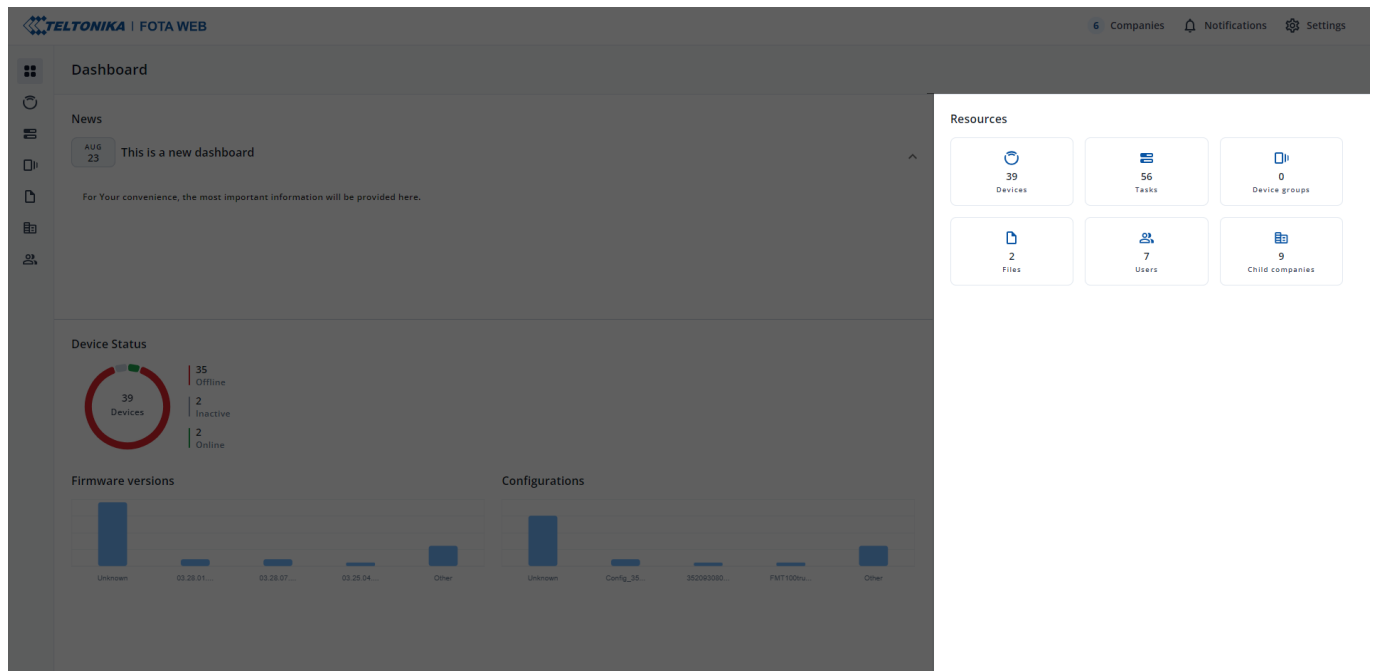 TELTONIKA | FOTA WEB
6 Companies Notifications Settings
Dashboard
News
AUG
23
This is a new dashboard
For Your convenience, the most important information will be provided here.
Resources
39
Devices
56
Tasks
0
Device groups
2
Files
7
Users
9
Child companies
Device Status
39
Devices
35
Offline
2
Inactive
2
Online
Firmware versions
Unknown 03.28.01... 03.28.07... 03.25.04.... Other
Configurations
Unknown Config_35... 352093080... FMT100tru... Other